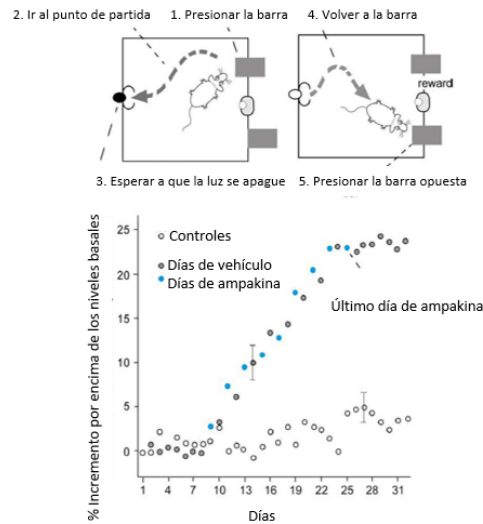 2. Ir al punto de partida
1. Presionar la barra
4. Volver a la barra
reward
3. Esperar a que la luz se apague
5. Presionar la barra opuesta
% Incremento por encima de los niveles basales
25
20
15
10
5
0
Controles
Días de vehículo
Días de ampakina
Último día de ampakina
1 4 7 10 13 16 19 22 25 28 31
Días